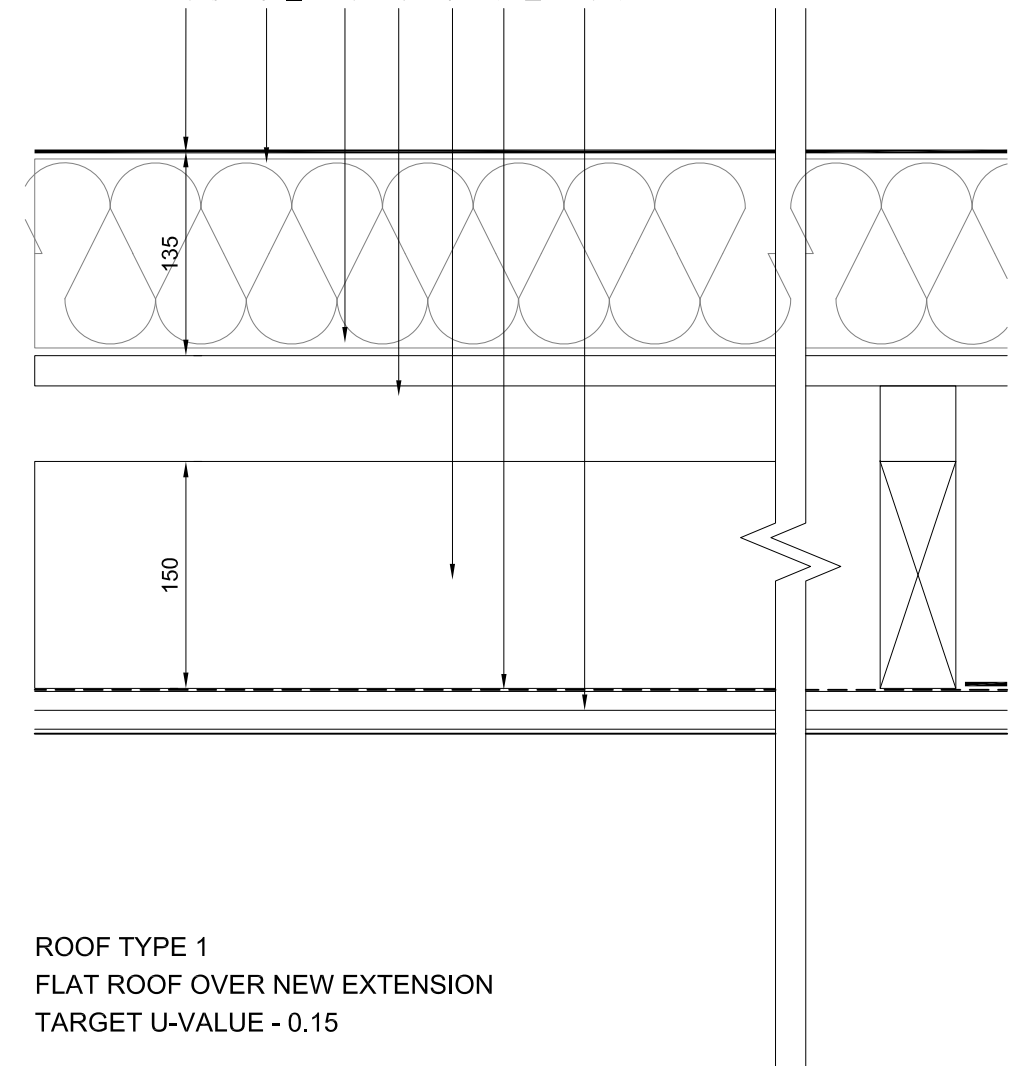 135
150
ROOF TYPE 1
FLAT ROOF OVER NEW EXTENSION
TARGET U-VALUE - 0.15